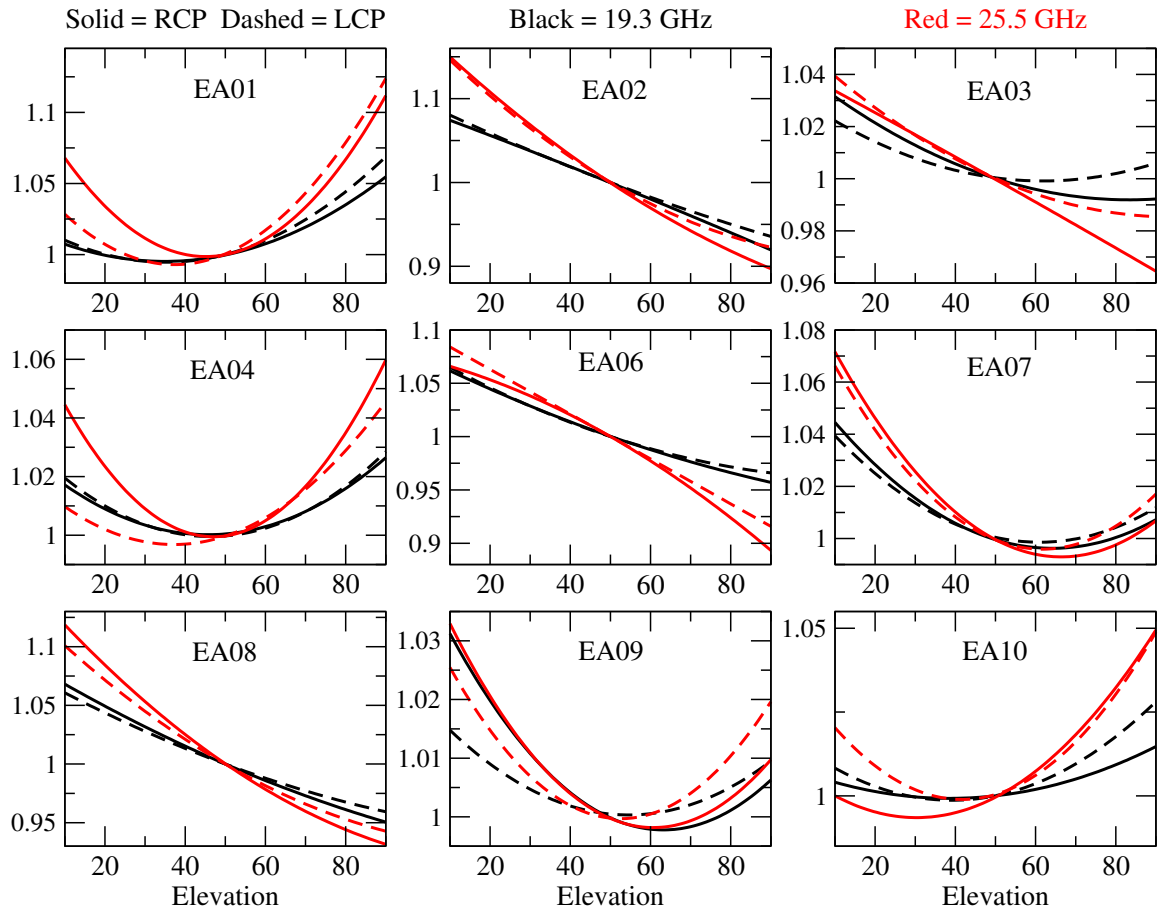 Solid = RCP  Dashed = LCP
Black = 19.3 GHz
Red = 25.5 GHz
EA01
1.1
1.05
1
20 40 60 80
EA02
1.1
1
0.9
20 40 60 80
EA03
1.04
1.02
1
0.98
0.96
20 40 60 80
EA04
1.06
1.04
1.02
1
20 40 60 80
EA06
1.1
1.05
1
0.95
0.9
20 40 60 80
EA07
1.08
1.06
1.04
1.02
1
20 40 60 80
EA08
1.1
1.05
1
0.95
20 40 60 80
Elevation
EA09
1.03
1.02
1.01
1
20 40 60 80
Elevation
EA10
1.05
1
20 40 60 80
Elevation